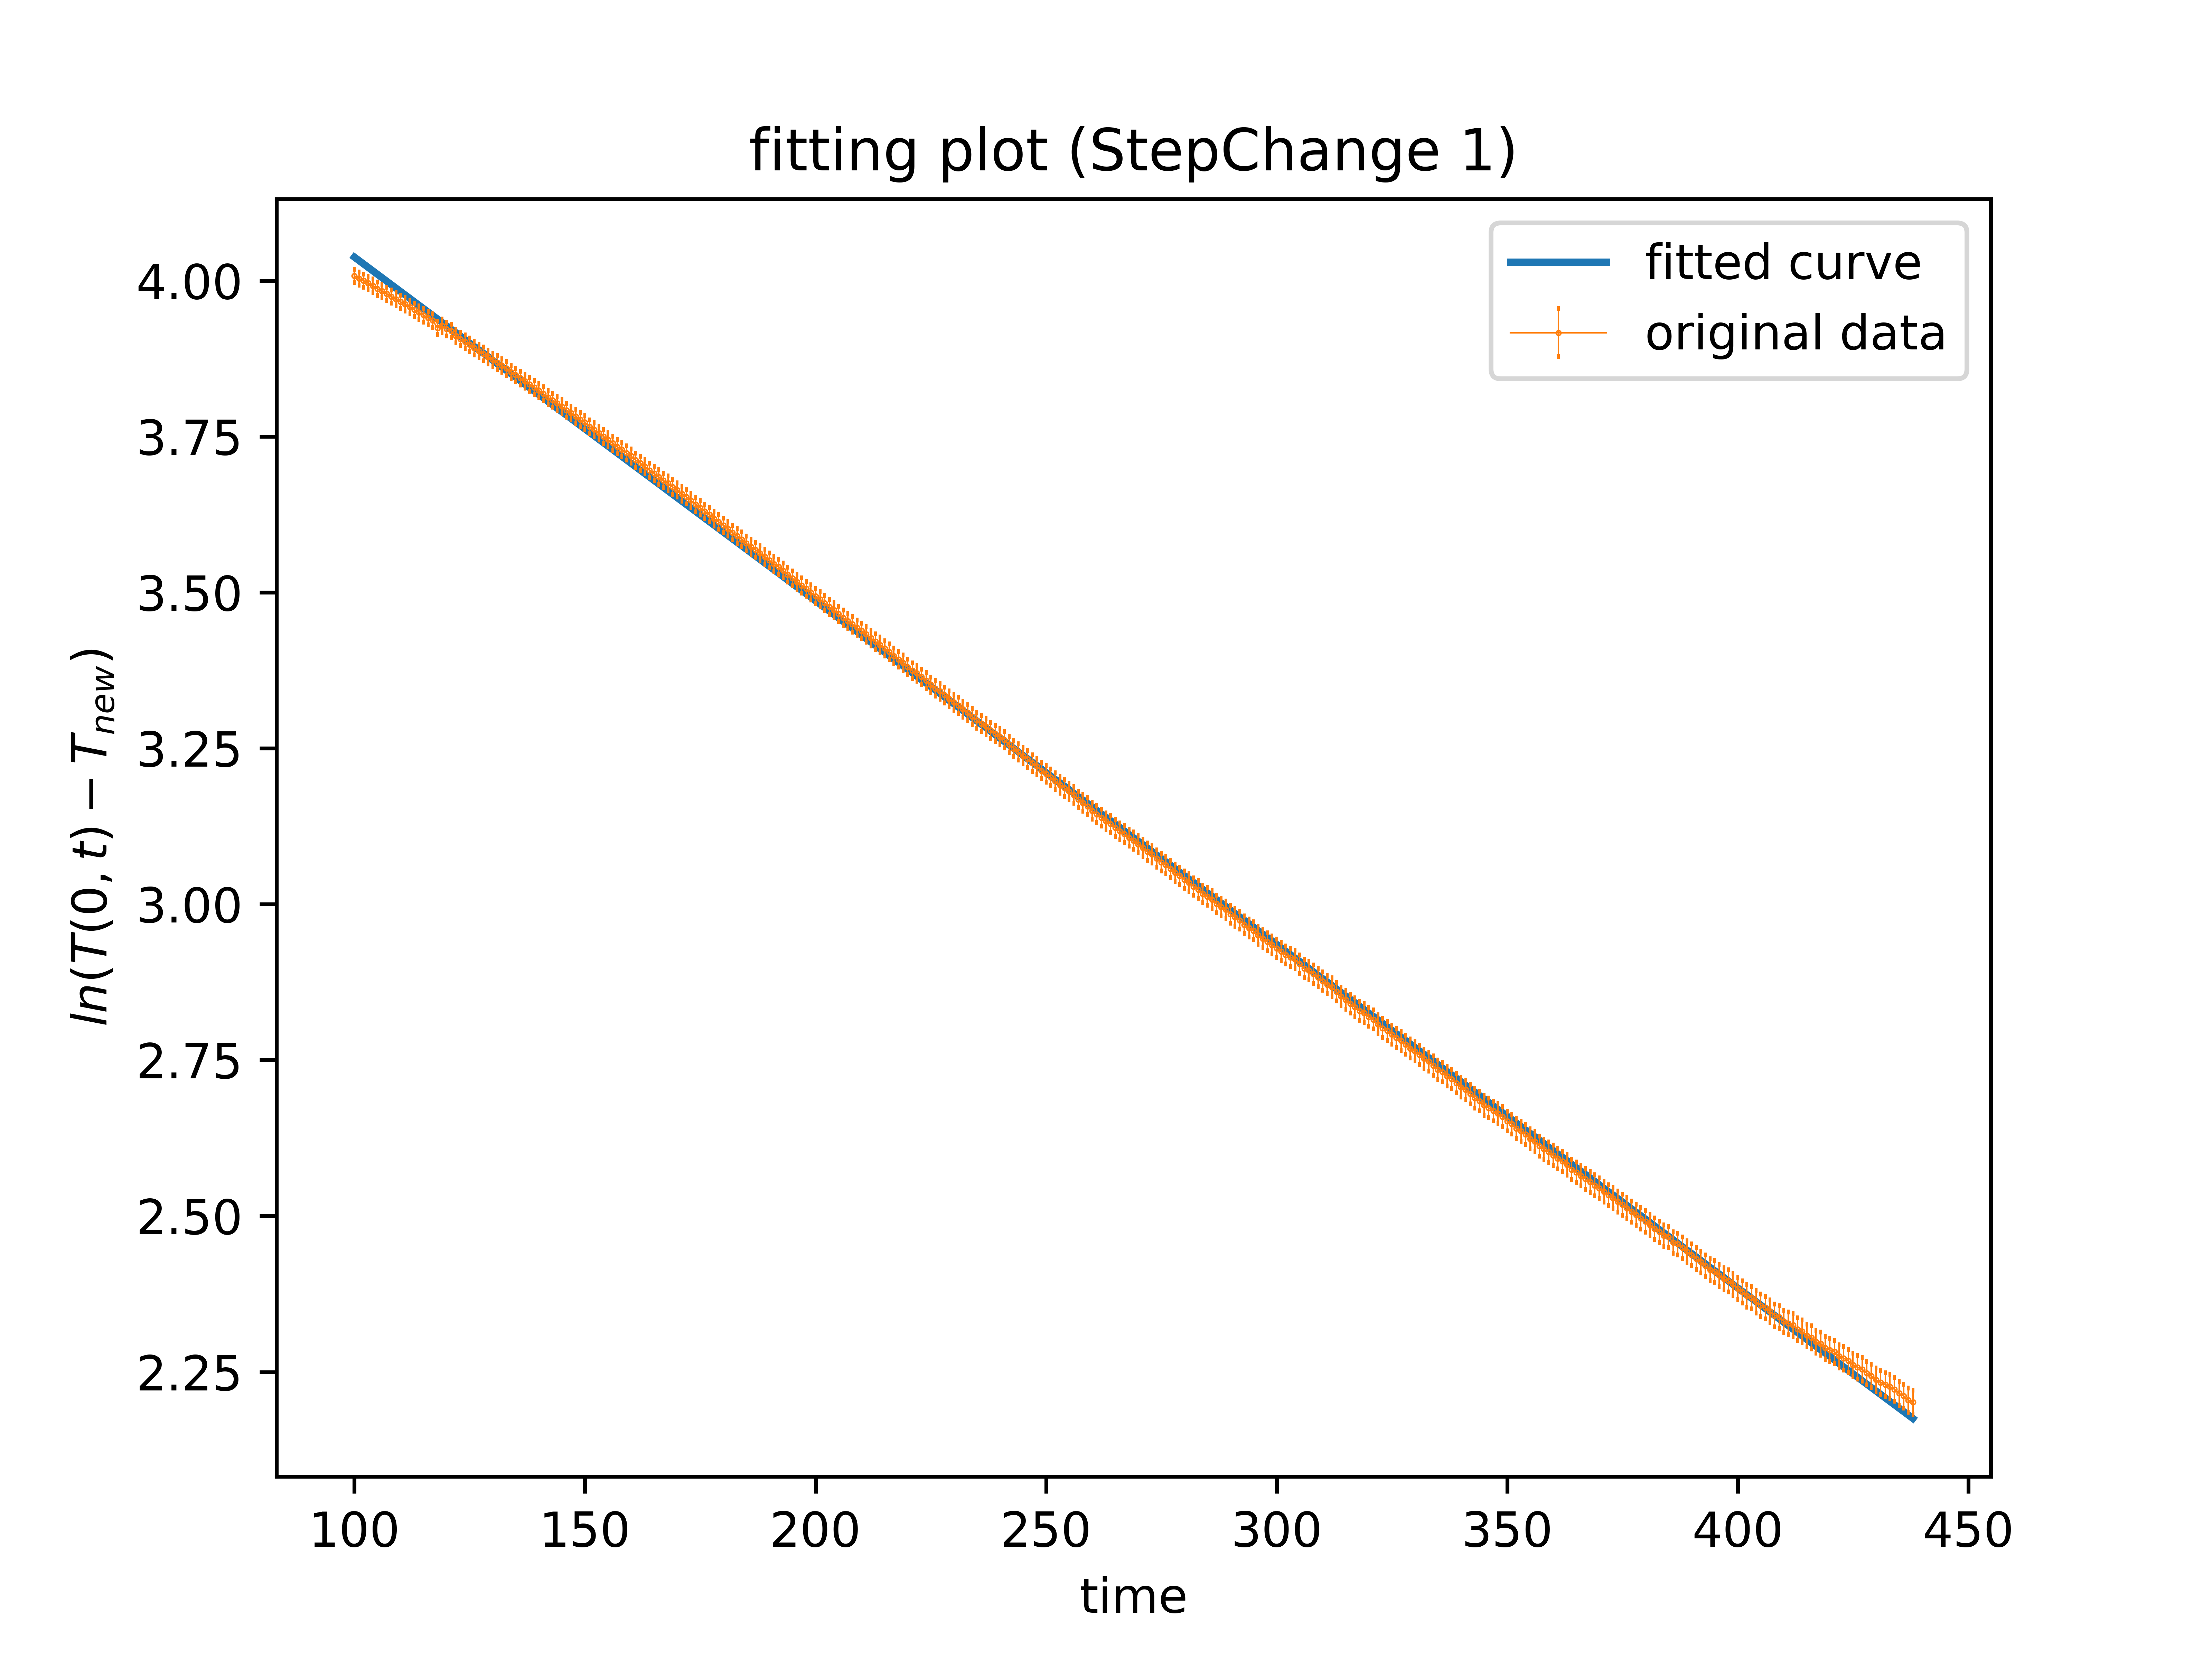 fitting plot (StepChange 1)
fitted curve
original data
ln(T(0, t) − Tnew)
4.00
3.75
3.50
3.25
3.00
2.75
2.50
2.25
100 150 200 250 300 350 400 450
time